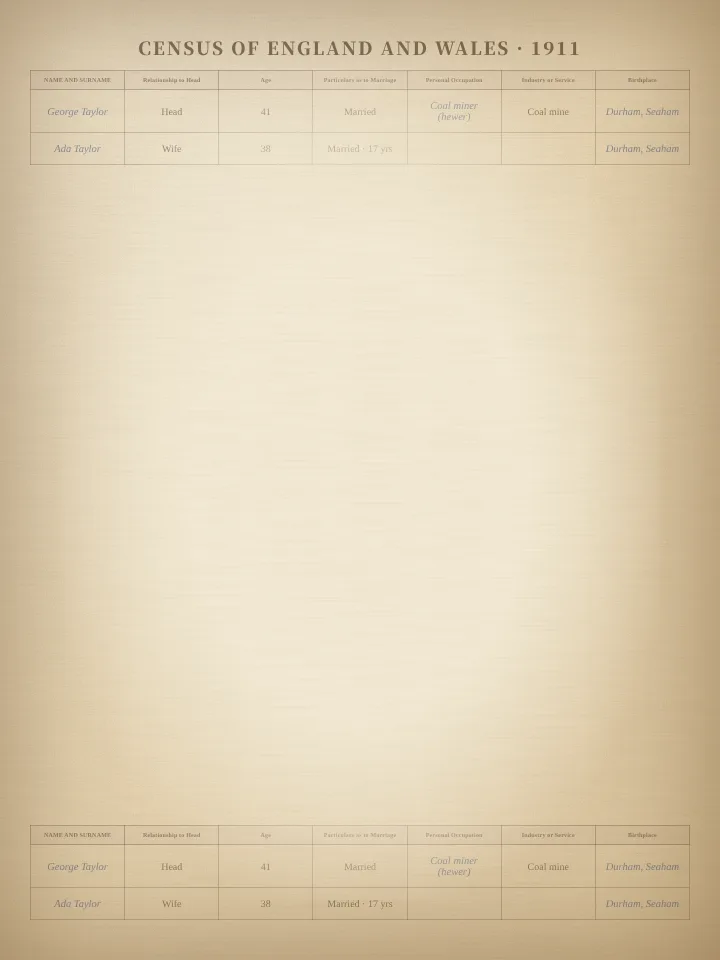 CENSUS OF ENGLAND AND WALES · 1911
NAME AND SURNAME Relationship to Head Age Particulars as to Marriage Personal Occupation Industry or Service Birthplace
George Taylor Head 41 Married Coal miner (hewer) Coal mine Durham, Seaham
Ada Taylor Wife 38 Married · 17 yrs Durham, Seaham
NAME AND SURNAME Relationship to Head Age Particulars as to Marriage Personal Occupation Industry or Service Birthplace
George Taylor Head 41 Married Coal miner (hewer) Coal mine Durham, Seaham
Ada Taylor Wife 38 Married · 17 yrs Durham, Seaham